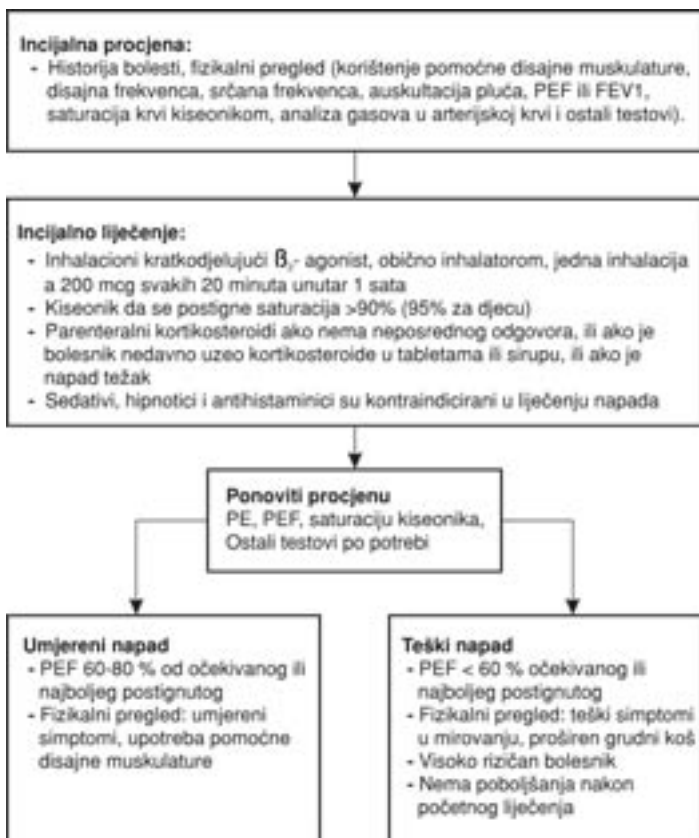 Incijalna procjena:
- Historija bolesti, fizikalni pregled (korištenje pomoćne disajne muskulature,
disajna frekvenca, srčana frekvenca, auskultacija pluća, PEF ili FEV1,
saturacija krvi kiseonikom, analiza gasova u arterijskoj krvi i ostali testovi).
Incijalno liječenje:
- Inhalacioni kratkodjelujući ß₂- agonist, obično inhalatorom, jedna inhalacija
a 200 mcg svakih 20 minuta unutar 1 sata
- Kiseonik da se postigne saturacija >90% (95% za djecu)
- Parenteralni kortikosteroidi ako nema neposrednog odgovora, ili ako je
bolesnik nedavno uzeo kortikosteroide u tabletama ili sirupu, ili ako je
napad težak
- Sedativi, hipnotici i antihistaminici su kontraindicirani u liječenju napada
Ponoviti procjenu
PE, PEF, saturaciju kiseonika,
Ostali testovi po potrebi
Umjereni napad
- PEF 60-80 % od očekivanog ili
najboljeg postignutog
- Fizikalni pregled: umjereni
simptomi, upotreba pomoćne
disajne muskulature
Teški napad
- PEF < 60 % očekivanog ili
najboljeg postignutog
- Fizikalni pregled: teški simptomi
u mirovanju, proširen grudni koš
- Visoko rizičan bolesnik
- Nema poboljšanja nakon
početnog liječenja